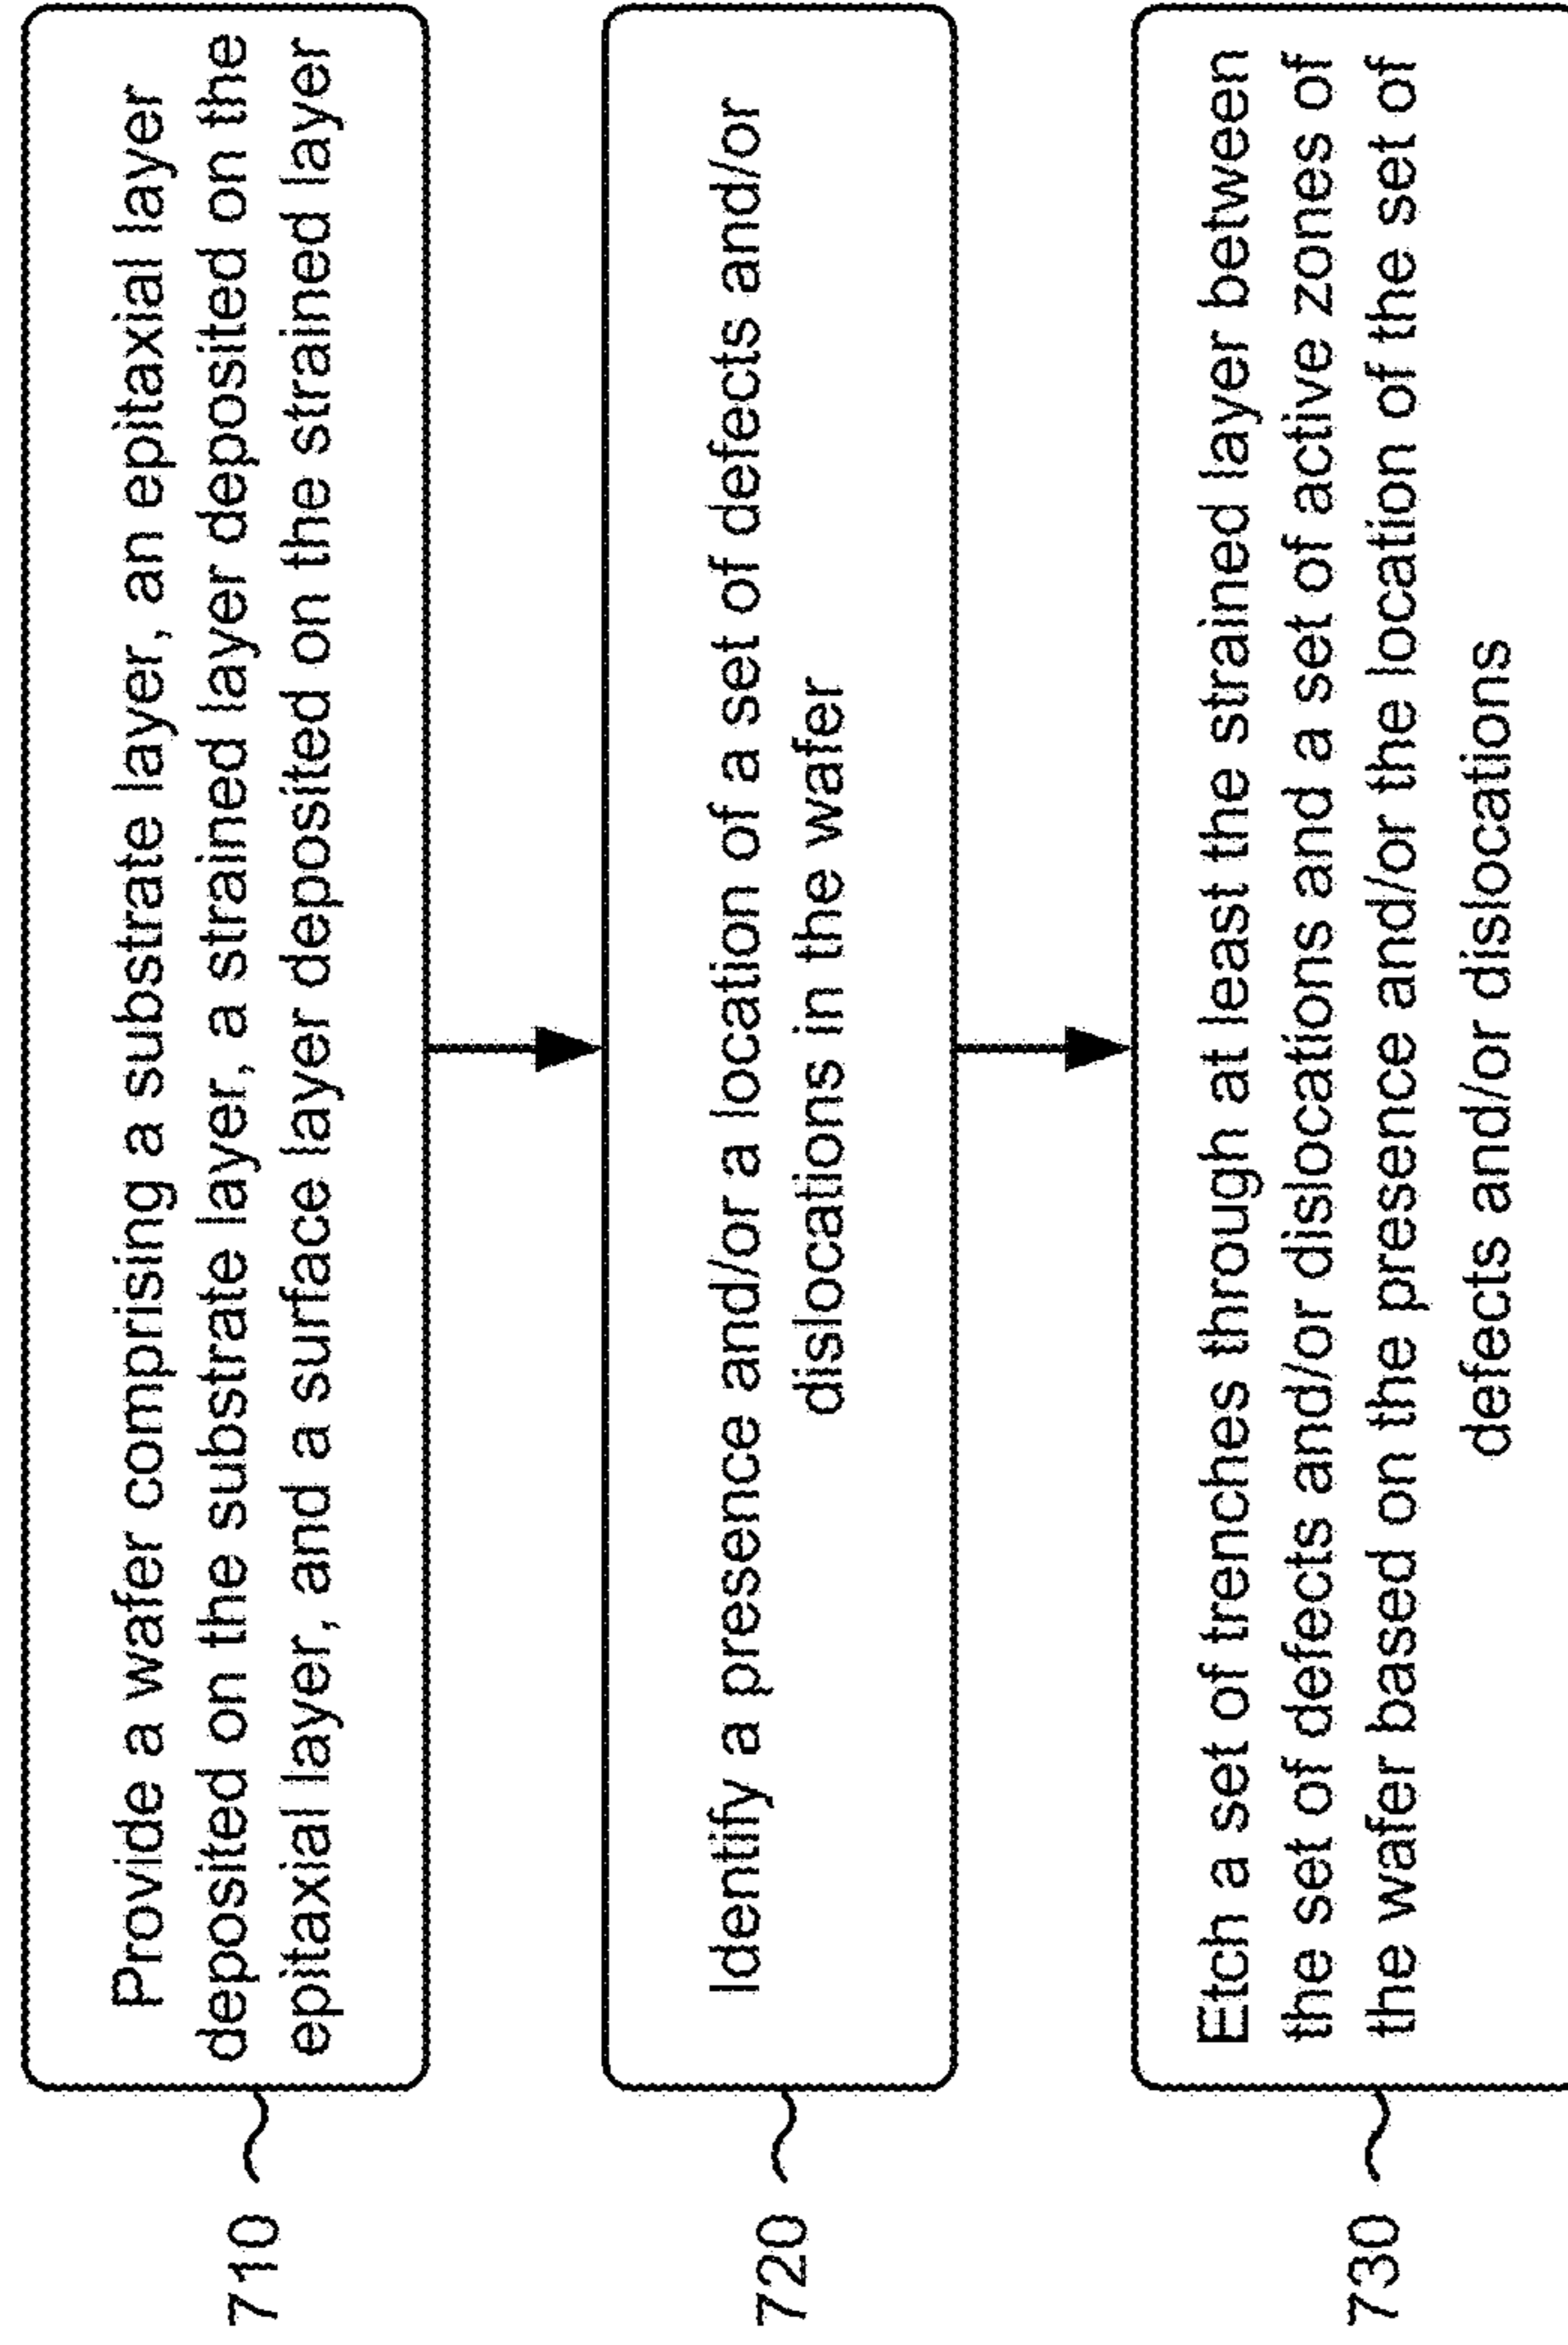 710
Provide a wafer comprising a substrate layer, an epitaxial layer
deposited on the substrate layer, a strained layer deposited on the
epitaxial layer, and a surface layer deposited on the strained layer
720
Identify a presence and/or a location of a set of defects and/or
dislocations in the wafer
730
Etch a set of trenches through at least the strained layer between
the set of defects and/or dislocations and a set of active zones of
the wafer based on the presence and/or the location of the set of
defects and/or dislocations